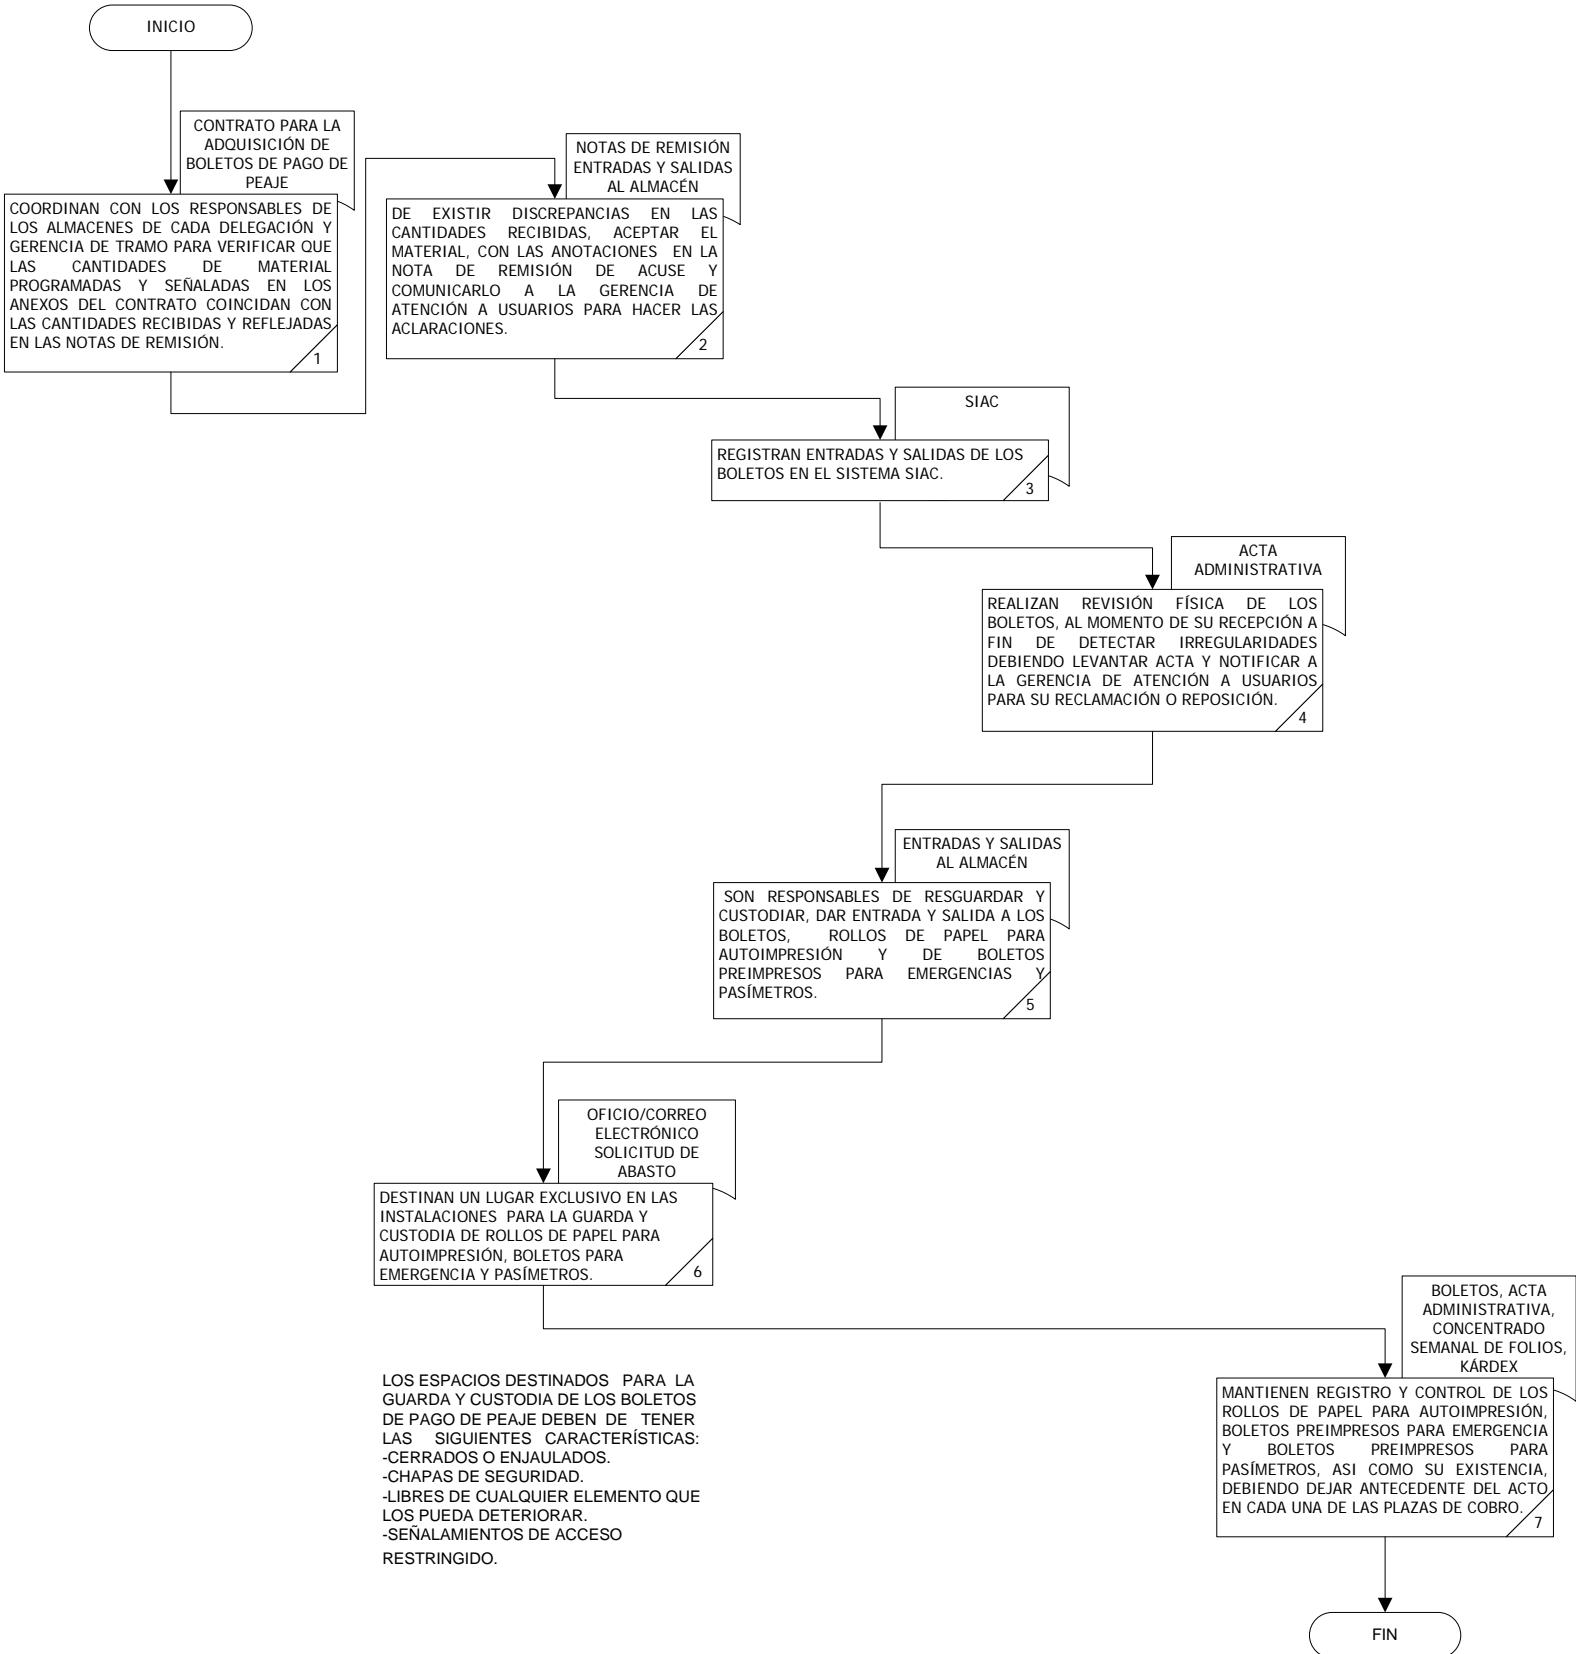 INICIO
CONTRATO PARA LA
ADQUISICIÓN DE
BOLETOS DE PAGO DE
PEAJE
COORDINAN CON LOS RESPONSABLES DE
LOS ALMACENES DE CADA DELEGACIÓN Y
GERENCIA DE TRAMO PARA VERIFICAR QUE
LAS CANTIDADES DE MATERIAL
PROGRAMADAS Y SEÑALADAS EN LOS
ANEXOS DEL CONTRATO COINCIDAN CON
LAS CANTIDADES RECIBIDAS Y REFLEJADAS
EN LAS NOTAS DE REMISIÓN.
1
NOTAS DE REMISIÓN
ENTRADAS Y SALIDAS
AL ALMACÉN
DE EXISTIR DISCREPANCIAS EN LAS
CANTIDADES RECIBIDAS, ACEPTAR EL
MATERIAL, CON LAS ANOTACIONES EN LA
NOTA DE REMISIÓN DE ACUSE Y
COMUNICARLO A LA GERENCIA DE
ATENCIÓN A USUARIOS PARA HACER LAS
ACLARACIONES.
2
SIAC
REGISTRAN ENTRADAS Y SALIDAS DE LOS
BOLETOS EN EL SISTEMA SIAC.
3
ACTA
ADMINISTRATIVA
REALIZAN REVISIÓN FÍSICA DE LOS
BOLETOS, AL MOMENTO DE SU RECEPCIÓN A
FIN DE DETECTAR IRREGULARIDADES
DEBIENDO LEVANTAR ACTA Y NOTIFICAR A
LA GERENCIA DE ATENCIÓN A USUARIOS
PARA SU RECLAMACIÓN O REPOSICIÓN.
4
ENTRADAS Y SALIDAS
AL ALMACÉN
SON RESPONSABLES DE RESGUARDAR Y
CUSTODIAR, DAR ENTRADA Y SALIDA A LOS
BOLETOS, ROLLOS DE PAPEL PARA
AUTOIMPRESIÓN Y DE BOLETOS
PREIMPRESOS PARA EMERGENCIAS Y
PASÍMETROS.
5
OFICIO/CORREO
ELECTRÓNICO
SOLICITUD DE
ABASTO
DESTINAN UN LUGAR EXCLUSIVO EN LAS
INSTALACIONES PARA LA GUARDA Y
CUSTODIA DE ROLLOS DE PAPEL PARA
AUTOIMPRESIÓN, BOLETOS PARA
EMERGENCIA Y PASÍMETROS.
6
LOS ESPACIOS DESTINADOS PARA LA
GUARDA Y CUSTODIA DE LOS BOLETOS
DE PAGO DE PEAJE DEBEN DE TENER
LAS SIGUIENTES CARACTERÍSTICAS:
-CERRADOS O ENJAULADOS.
-CHAPAS DE SEGURIDAD.
-LIBRES DE CUALQUIER ELEMENTO QUE
LOS PUEDA DETERIORAR.
-SEÑALAMIENTOS DE ACCESO
RESTRINGIDO.
BOLETOS, ACTA
ADMINISTRATIVA,
CONCENTRADO
SEMANAL DE FOLIOS,
KÁRDEX
MANTIENEN REGISTRO Y CONTROL DE LOS
ROLLOS DE PAPEL PARA AUTOIMPRESIÓN,
BOLETOS PREIMPRESOS PARA EMERGENCIA
Y BOLETOS PREIMPRESOS PARA
PASÍMETROS, ASI COMO SU EXISTENCIA,
DEBIENDO DEJAR ANTECEDENTE DEL ACTO
EN CADA UNA DE LAS PLAZAS DE COBRO.
7
FIN